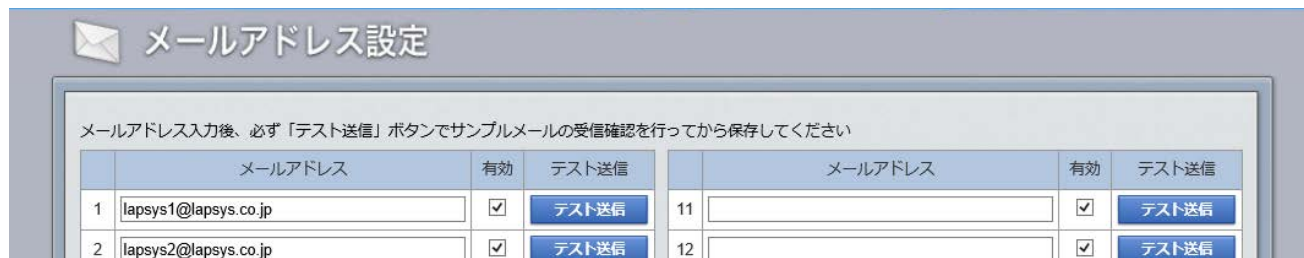 メールアドレス設定
メールアドレス入力後、必ず「テスト送信」ボタンでサンプルメールの受信確認を行ってから保存してください
メールアドレス 有効 テスト送信 メールアドレス 有効 テスト送信
1 lapsys1@lapsys.co.jp テスト送信 11 テスト送信
2 lapsys2@lapsys.co.jp テスト送信 12 テスト送信